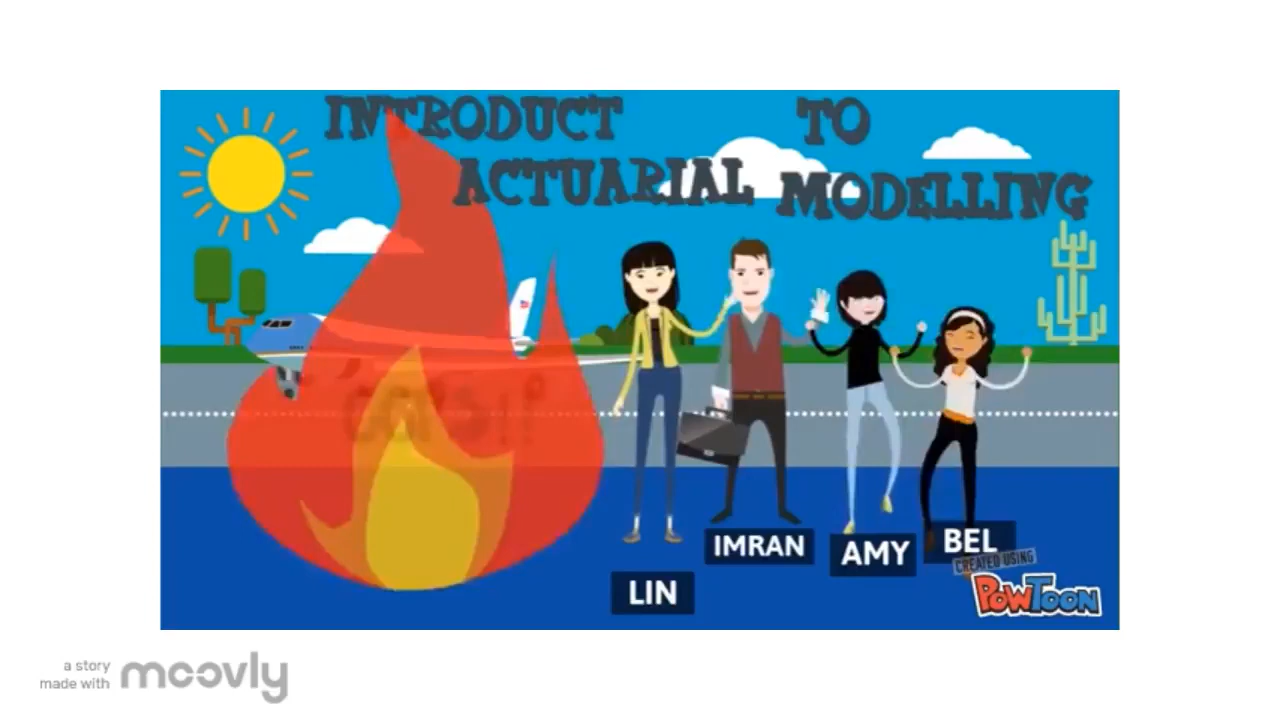 INTRODUCT TO
ACTUARIAL MODELLING
IMRAN
AMY
BEL
LIN
CREATED USING
POWTOON
a story
made with
moovly